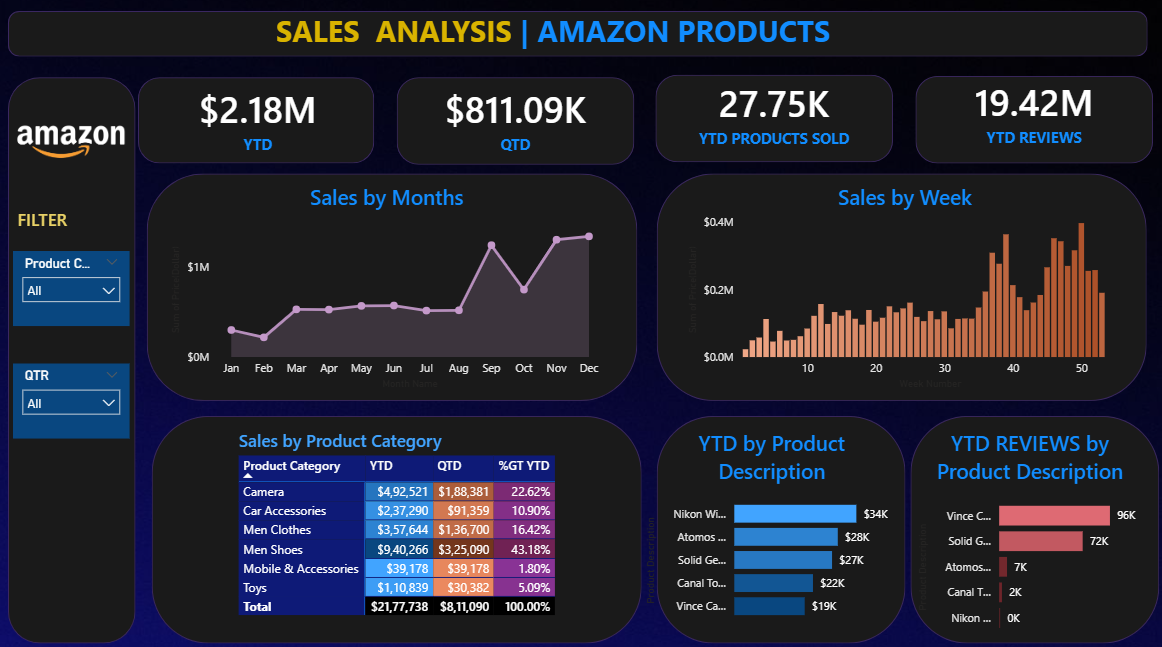 SALES ANALYSIS | AMAZON PRODUCTS
amazon
$2.18M
YTD
$811.09K
QTD
27.75K
YTD PRODUCTS SOLD
19.42M
YTD REVIEWS
FILTER
Product C...
All
QTR
All
Sales by Months
$1M
$0M
Jan Feb Mar Apr May Jun Jul Aug Sep Oct Nov Dec
Month Name
Sales by Week
$0.4M
$0.2M
$0.0M
10 20 30 40 50
Week Number
Sales by Product Category
Product Category YTD QTD %GT YTD
Camera $4,92,521 $1,88,381 22.62%
Car Accessories $2,37,290 $91,359 10.90%
Men Clothes $3,57,644 $1,36,700 16.42%
Men Shoes $9,40,266 $3,25,090 43.18%
Mobile & Accessories $39,178 $39,178 1.80%
Toys $1,10,839 $30,382 5.09%
Total $21,77,738 $8,11,090 100.00%
YTD by Product
Description
Product Description
Nikon Wi... $34K
Atomos ... $28K
Solid Ge... $27K
Canal To... $22K
Vince Ca... $19K
YTD REVIEWS by
Product Description
Product Description
Vince C... 96K
Solid G... 72K
Atomos... 7K
Canal T... 2K
Nikon ... 0K